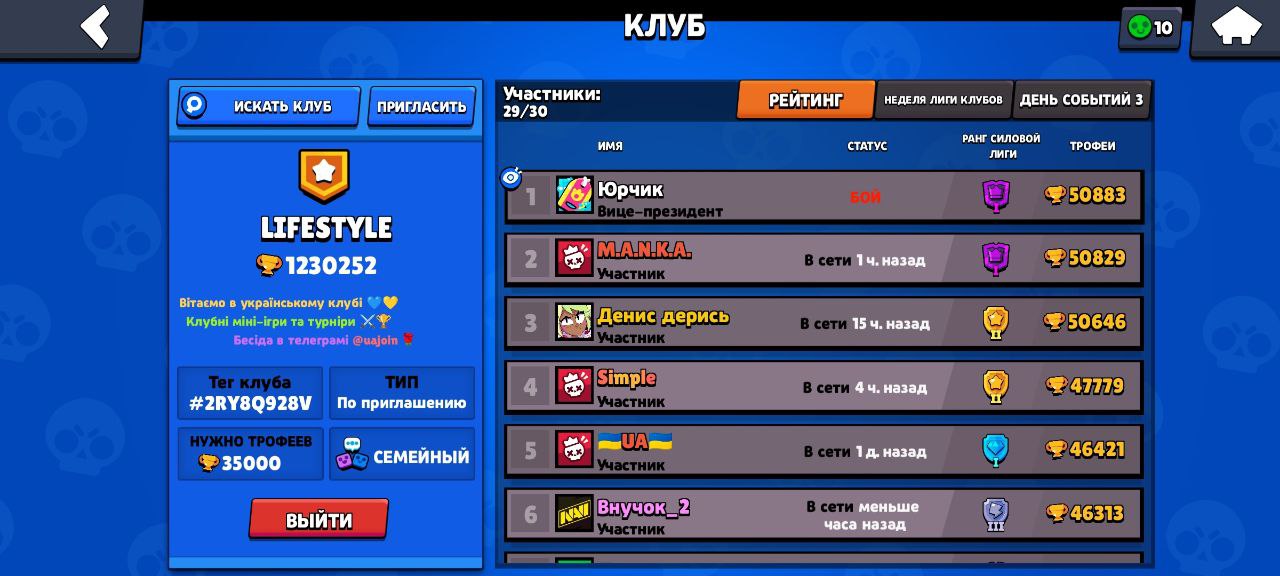 КЛУБ
10
ИСКАТЬ КЛУБ
ПРИГЛАСИТЬ
LIFESTYLE
1230252
Вітаємо в українському клубі 💙💛
Клубні міні-ігри та турніри ⚔️🏆
Бесіда в телеграмі @uajoin 🌹
Тег клуба
#2RY8Q928V
ТИП
По приглашению
НУЖНО ТРОФЕЕВ
35000
СЕМЕЙНЫЙ
ВЫЙТИ
Участники:
29/30
РЕЙТИНГ
НЕДЕЛЯ ЛИГИ КЛУБОВ
ДЕНЬ СОБЫТИЙ 3
ИМЯ
СТАТУС
РАНГ СИЛОВОЙ
ЛИГИ
ТРОФЕИ
1
Юрчик
Вице-президент
БОЙ
50883
2
M.A.N.K.A.
Участник
В сети 1 ч. назад
50829
3
Денис дерись
Участник
В сети 15 ч. назад
II
50646
4
Simple
Участник
В сети 4 ч. назад
II
47779
5
🇺🇦UA🇺🇦
Участник
В сети 1 д. назад
I
46421
6
NAVI
Внучок_2
Участник
В сети меньше
часа назад
III
46313